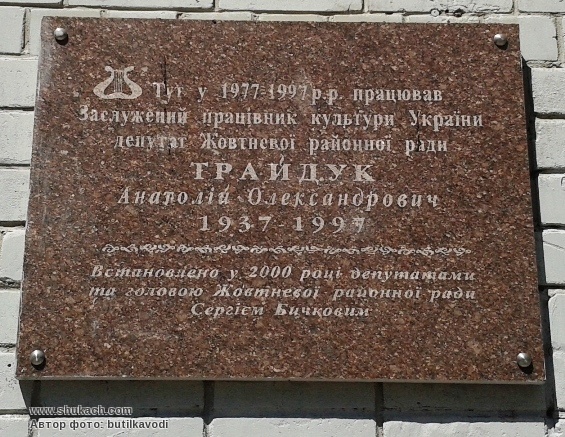 Тут у 1977-1997 р.р. працював
Заслужений працівник культури України
депутат Жовтневої районної ради
ГРАЙДУК
Анатолій Олександрович
1937-1997
Встановлено у 2000 році депутатами
та головою Жовтневої районної ради
Сергієм Бичковим
www.shukach.com
Автор фото: butilkavodi